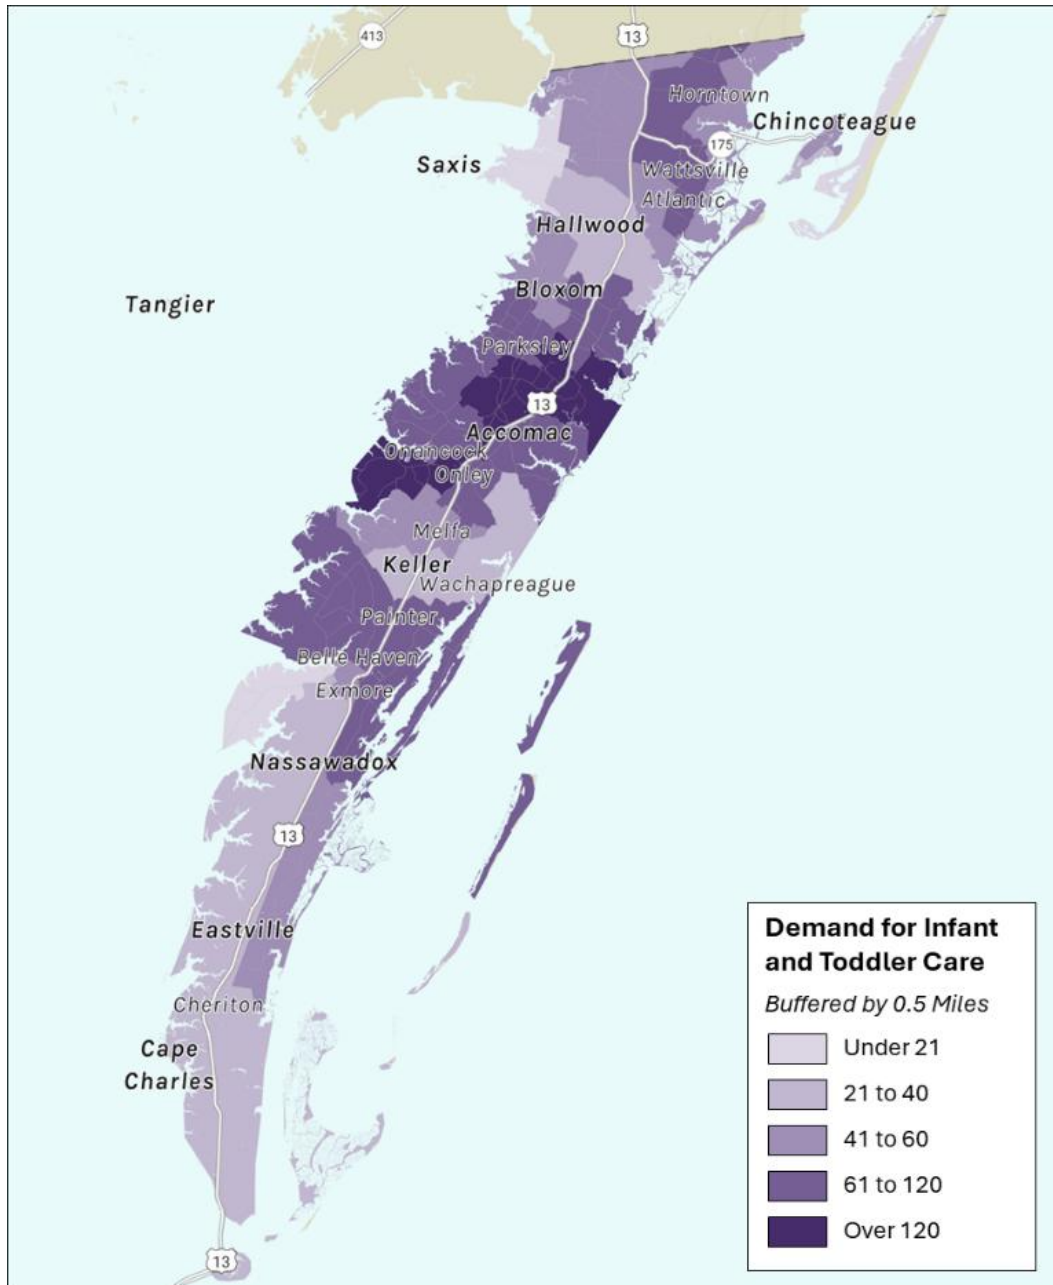 413
13
Horntown
Chincoteague
175
Saxis
Wattsville
Atlantic
Hallwood
Bloxom
Tangier
Parksley
13
Accomac
Onancock
Onley
Melfa
Keller
Wachapreague
Painter
Belle Haven
Exmore
Nassawadox
13
Eastville
Cheriton
Cape
Charles
13
Demand for Infant
and Toddler Care
Buffered by 0.5 Miles
Under 21
21 to 40
41 to 60
61 to 120
Over 120